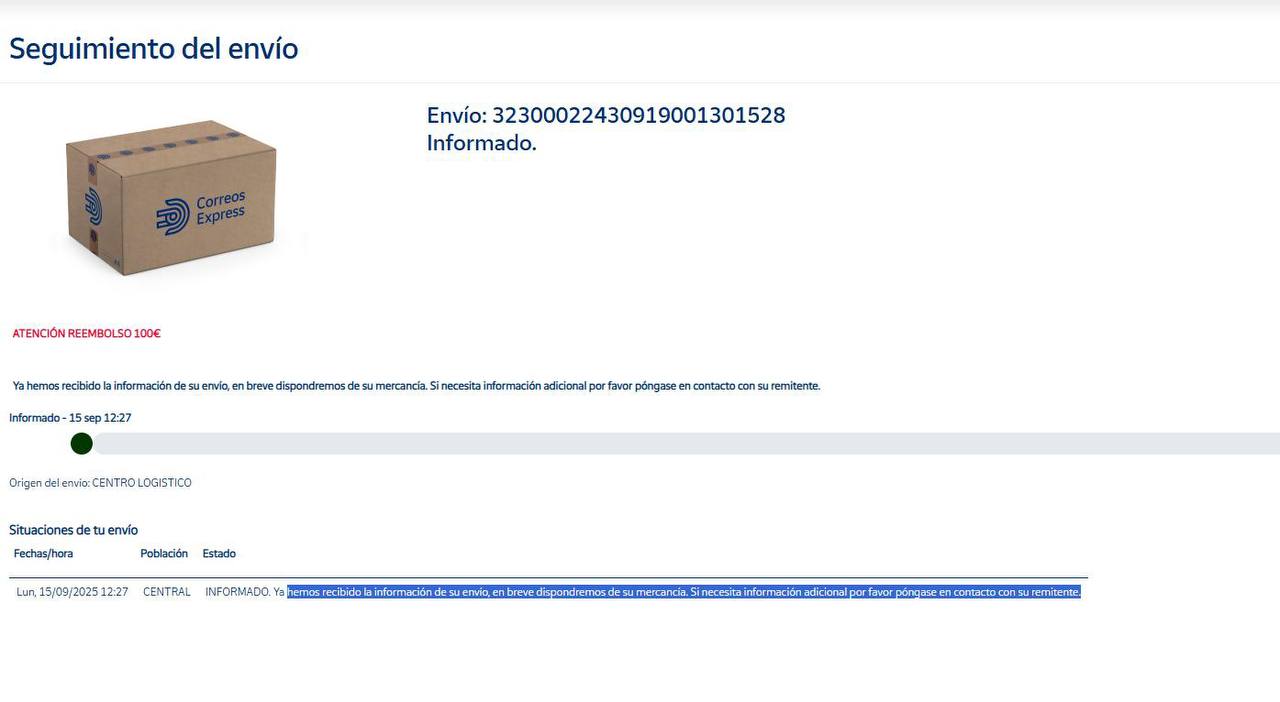 Seguimiento del envío
Envío: 32300022430919001301528
Informado.
Correos
Express
ATENCIÓN REEMBOLSO 100€
Ya hemos recibido la información de su envío, en breve dispondremos de su mercancía. Si necesita información adicional por favor póngase en contacto con su remitente.
Informado - 15 sep 12:27
Origen del envio: CENTRO LOGISTICO
Situaciones de tu envío
Fechas/hora Población Estado
Lun, 15/09/2025 12:27 CENTRAL INFORMADO. Ya hemos recibido la información de su envío, en breve dispondremos de su mercancía. Si necesita información adicional por favor póngase en contacto con su remitente.